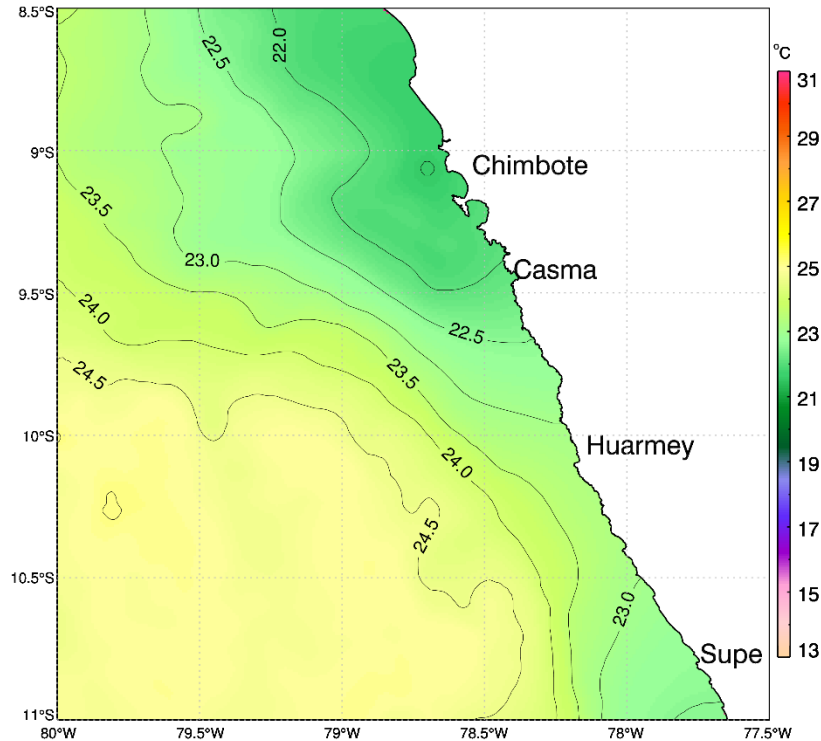 8.5°S
22.5
22.0
°C
31
29
9°S
Chimbote
27
23.5
23.0
Casma
25
9.5°S
24.0
22.5
23
24.5
23.5
21
10°S
24.0
Huarmey
19
24.5
17
10.5°S
23.0
15
Supe
13
11°S
80°W
79.5°W
79°W
78.5°W
78°W
77.5°W